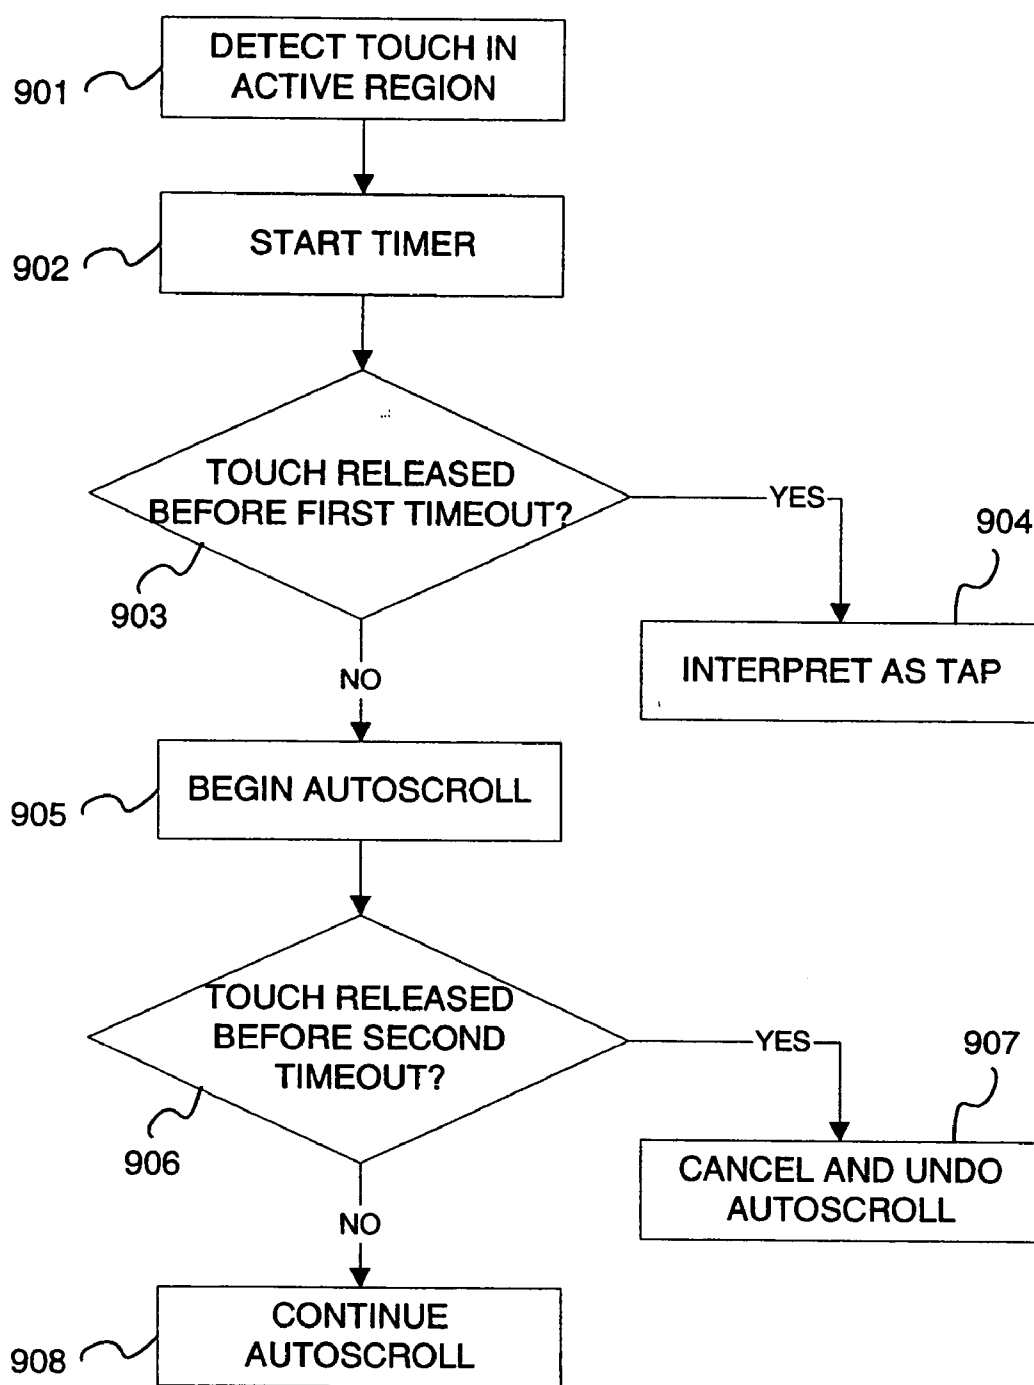 DETECT TOUCH IN
ACTIVE REGION
901
START TIMER
902
TOUCH RELEASED
BEFORE FIRST TIMEOUT?
903
YES
904
INTERPRET AS TAP
NO
BEGIN AUTOSCROLL
905
TOUCH RELEASED
BEFORE SECOND
TIMEOUT?
906
YES
907
CANCEL AND UNDO
AUTOSCROLL
NO
CONTINUE
AUTOSCROLL
908